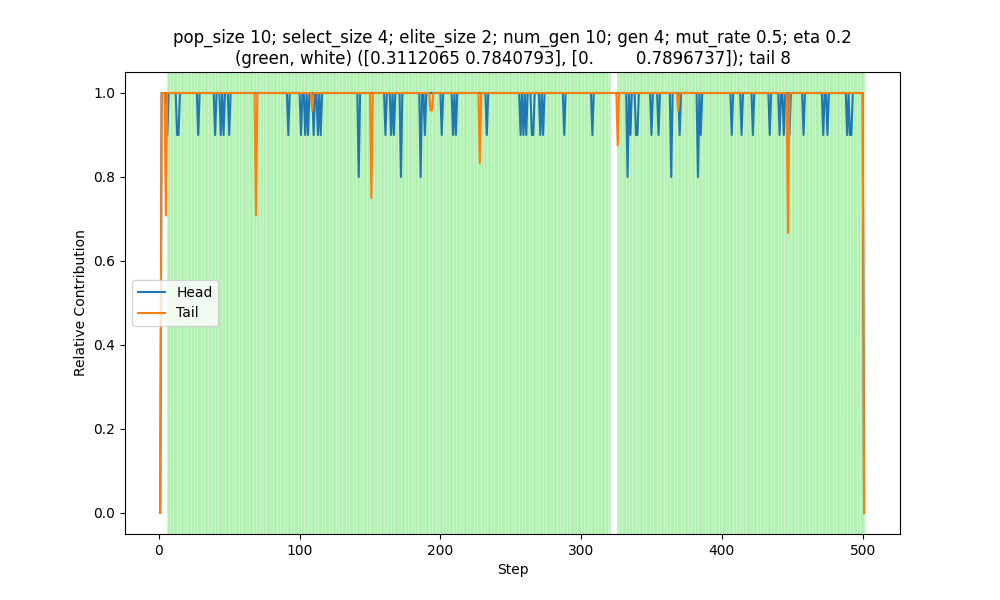 pop_size 10; select_size 4; elite_size 2; num_gen 10; gen 4; mut_rate 0.5; eta 0.2
(green, white) ([0.3112065 0.7840793], [0.         0.7896737]); tail 8
1.0
0.8
0.6
0.4
0.2
0.0
Relative Contribution
Head
Tail
0
100
200
300
400
500
Step